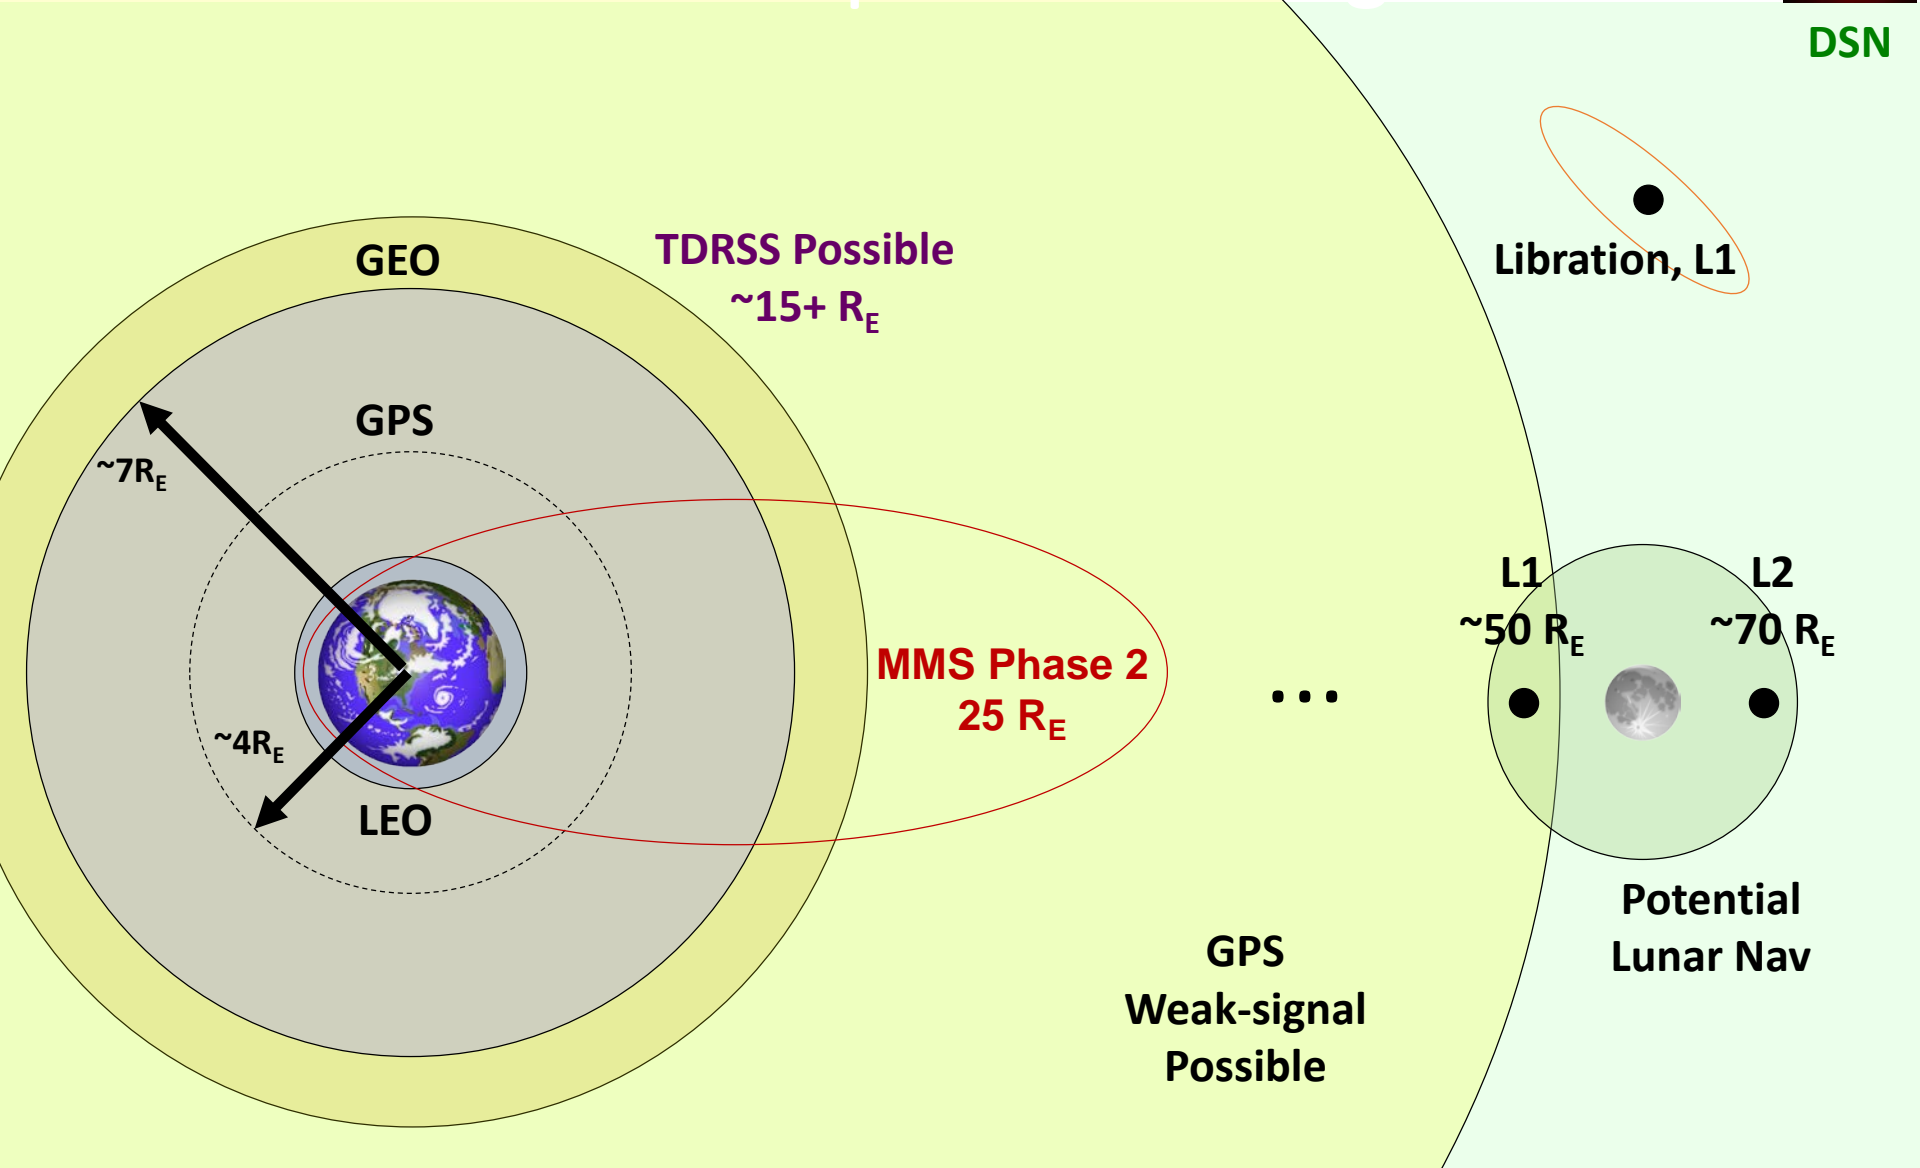 DSN
GEO
TDRSS Possible
~15+ RE
Libration, L1
GPS
~7RE
L1
~50 RE
L2
~70 RE
MMS Phase 2
25 RE
...
~4RE
LEO
Potential
Lunar Nav
GPS
Weak-signal
Possible